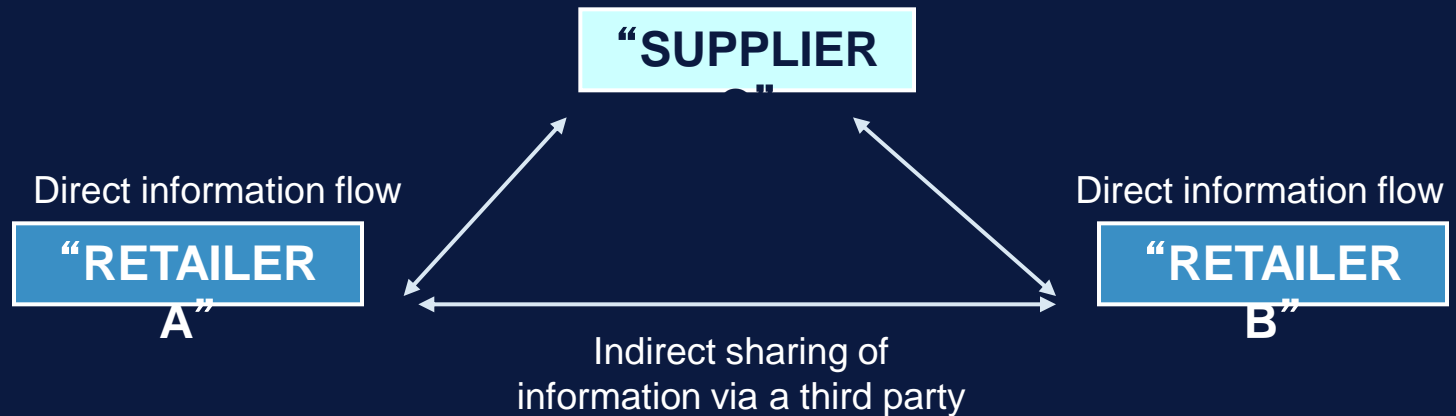 “SUPPLIER
Direct information flow
Direct information flow
“RETAILER
A”
“RETAILER
B”
Indirect sharing of
information via a third party